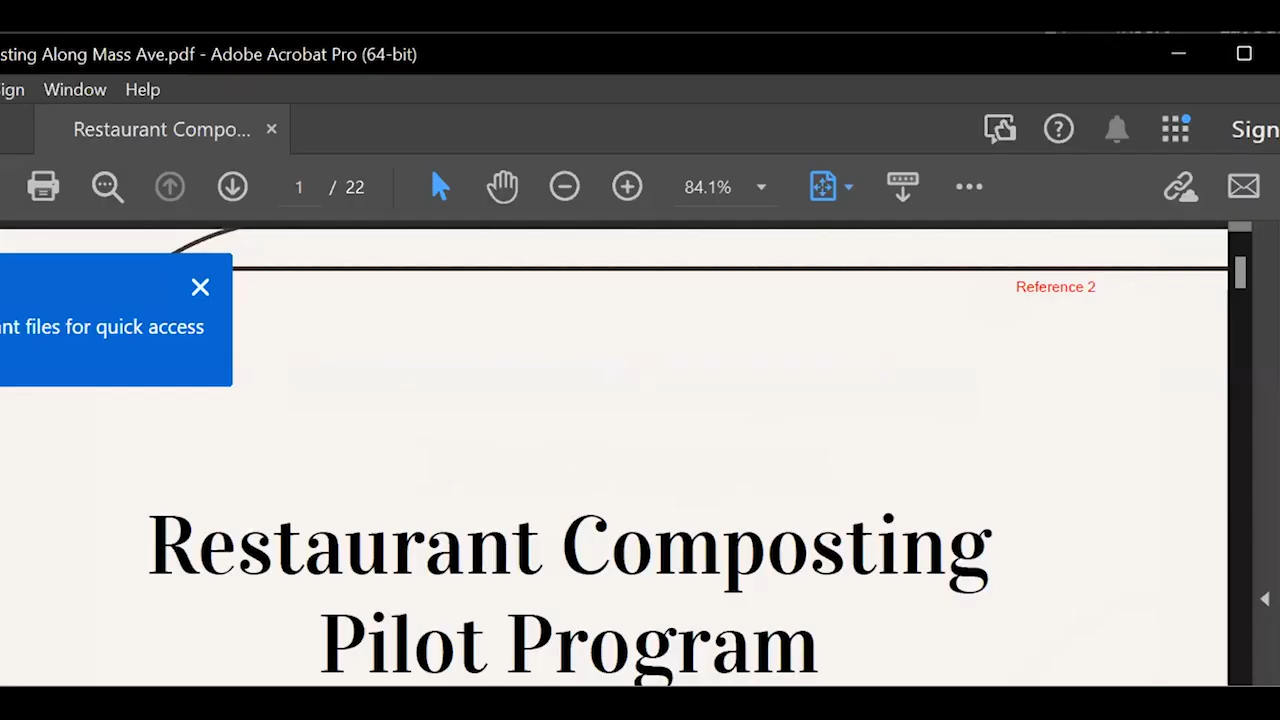 sting Along Mass Ave.pdf - Adobe Acrobat Pro (64-bit)
ign Window Help
Restaurant Compo...
Sign
1 / 22
84.1%
Reference 2
nt files for quick access
Restaurant Composting
Pilot Program